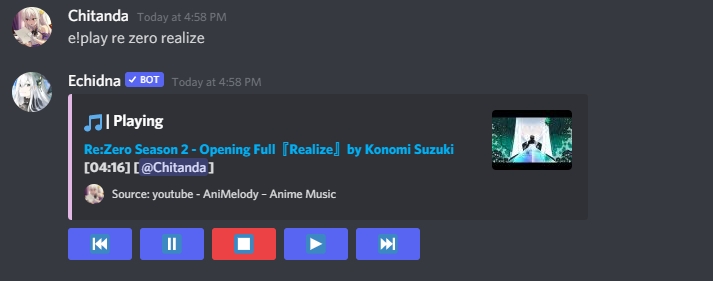 Chitanda Today at 4:58 PM
e!play re zero realize
Echidna BOT Today at 4:58 PM
| Playing
Re:Zero Season 2 - Opening Full『Realize』by Konomi Suzuki
[04:16] [@Chitanda]
Source: youtube - AniMelody – Anime Music